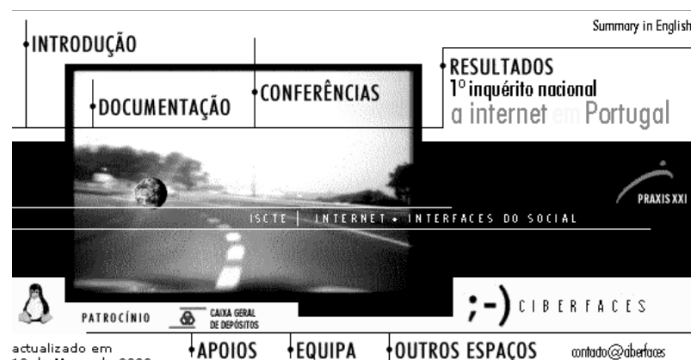 Summary in English
INTRODUÇÃO
RESULTADOS
1º inquérito nacional
a internet em Portugal
CONFERÊNCIAS
DOCUMENTAÇÃO
PRAXIS XXI
ISCTE | INTERNET • INTERFACES DO SOCIAL
;-) CIBERFACES
PATROCÍNIO
CAIXA GERAL
DE DEPÓSITOS
actualizado em
APOIOS
EQUIPA
OUTROS ESPAÇOS
contacto@ciberfaces